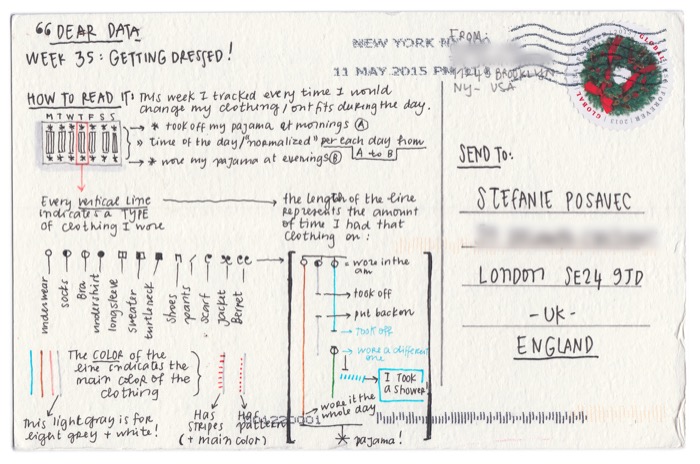 DEAR DATA
WEEK 35: GETTING DRESSED!
HOW TO READ IT: This week I tracked every time I would
change my clothing / outfits during the day.
M T W T F S S
* took off my pajama at mornings A
time of the day/"normalized" per each day from
A to B
* wore my pajama at evenings B
Every vertical line
indicates a TYPE
of clothing I wore
the length of the line
represents the amount
of time I had that
clothing on:
underwear
socks
Bra
undershirt
longsleeve
sweater
turtleneck
shoes
pants
scarf
jacket
Berret
= wore in the
am
took off
put back on
took off
wore a different
one
I TOOK
A SHOWER!
wore it the
whole day
* pajama!
The COLOR of the
line indicates the
main color of the
clothing
This light gray is for
light grey + white!
Has
STRIPES
(+ main color)
Has
pattern
NEW YORK NY
11 MAY 2015 PM
FROM:
BROOKLYN
NY- USA
GLOBAL
FOREVER
GLOBAL
SEND TO:
STEFANIE POSAVEC
LONDON SE24 9JD
-UK-
ENGLAND